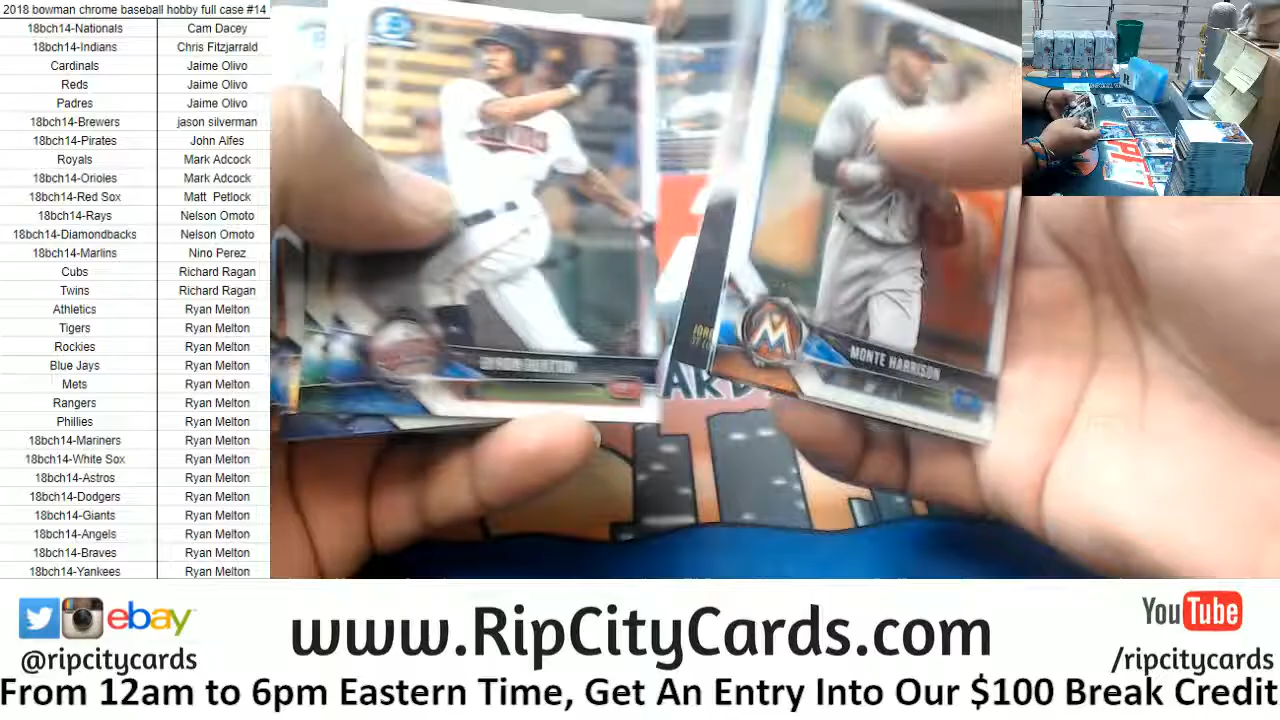 2018 bowman chrome baseball hobby full case #14
18bch14-Nationals Cam Dacey
18bch14-Indians Chris Fitzjarrald
Cardinals Jaime Olivo
Reds Jaime Olivo
Padres Jaime Olivo
18bch14-Brewers jason silverman
18bch14-Pirates John Alfes
Royals Mark Adcock
18bch14-Orioles Mark Adcock
18bch14-Red Sox Matt Petlock
18bch14-Rays Nelson Omoto
18bch14-Diamondbacks Nelson Omoto
18bch14-Marlins Nino Perez
Cubs Richard Ragan
Twins Richard Ragan
Athletics Ryan Melton
Tigers Ryan Melton
Rockies Ryan Melton
Blue Jays Ryan Melton
Mets Ryan Melton
Rangers Ryan Melton
Phillies Ryan Melton
18bch14-Mariners Ryan Melton
18bch14-White Sox Ryan Melton
18bch14-Astros Ryan Melton
18bch14-Dodgers Ryan Melton
18bch14-Giants Ryan Melton
18bch14-Angels Ryan Melton
18bch14-Braves Ryan Melton
18bch14-Yankees Ryan Melton
MONTE HARRISON
ebay
@ripcitycards
www.RipCityCards.com
YouTube
/ripcitycards
From 12am to 6pm Eastern Time, Get An Entry Into Our $100 Break Credit